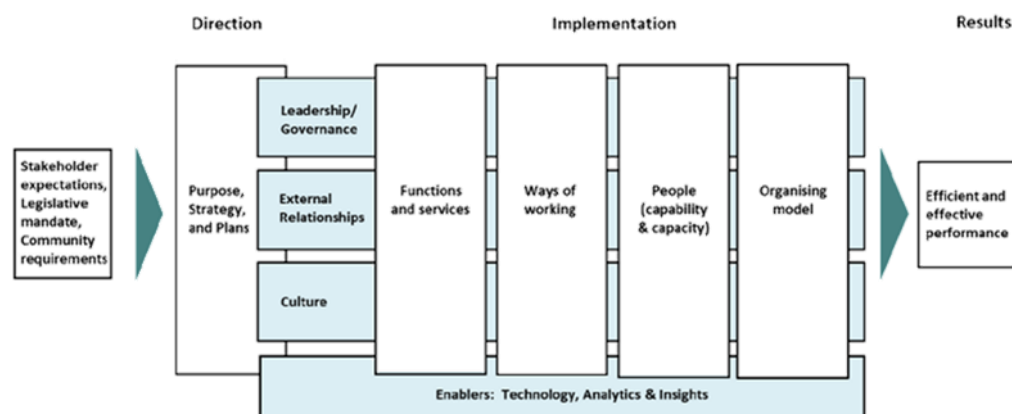 Direction
Implementation
Results
Stakeholder
expectations,
Legislative
mandate,
Community
requirements
Purpose,
Strategy,
and Plans
Leadership/
Governance
External
Relationships
Culture
Functions
and services
Ways of
working
People
(capability
& capacity)
Organising
model
Efficient and
effective
performance
Enablers: Technology, Analytics & Insights